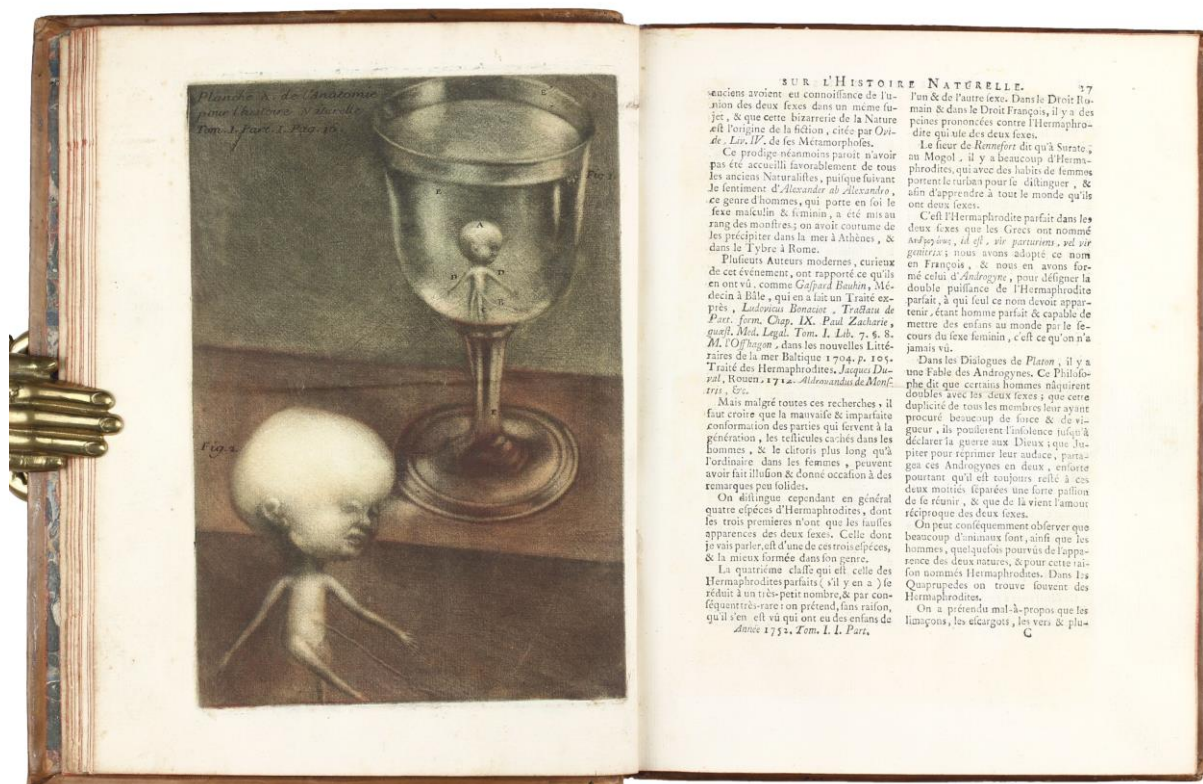 Planche A. de l'Anatomie
pour l'histoire Naturelle
Tom. I. Part. I. Pag. 16.
Fig. 1.
E
E
A
D
D
B
E
Fig. 2.
SUR L'HISTOIRE NATURELLE. 17
anciens avoient eu connoissance de l'u-
nion des deux sexes dans un même su-
jet, & que cette bizarrerie de la Nature
est l'origine de la fiction, citée par Ovi-
de, Liv. IV. de ses Métamorphoses.
Ce prodige néanmoins paroit n'avoir
pas été accueilli favorablement de tous
les anciens Naturalistes, puisque suivant
le sentiment d'Alexander ab Alexandro,
ce genre d'hommes, qui porte en soi le
sexe masculin & feminin, a été mis au
rang des monstres; on avoit coutume de
les précipiter dans la mer à Athènes, &
dans le Tybre à Rome.
Plusieurs Auteurs modernes, curieux
de cet événement, ont rapporté ce qu'ils
en ont vû, comme Gaspard Bauhin, Mé-
decin à Bâle, qui en a fait un Traité ex-
près, Ludovicus Bonaciot, Tractatu de
Part. form. Chap. IX. Paul Zacharie,
quæst. Med. Legal. Tom. I. Lib. 7. §. 8.
M. l'Offhagon, dans les nouvelles Litté-
raires de la mer Baltique 1704. p. 105.
Traité des Hermaphrodites. Jacques Du-
val, Rouen, 1712. Aldrovandus de Mons-
tris, &c.
Mais malgré toutes ces recherches, il
faut croire que la mauvaise & imparfaite
conformation des parties qui servent à la
génération, les testicules cachés dans les
hommes, & le clitoris plus long qu'à
l'ordinaire dans les femmes, peuvent
avoir fait illusion & donné occasion à des
remarques peu solides.
On distingue cependant en général
quatre espéces d'Hermaphrodites, dont
les trois premieres n'ont que les fausses
apparences des deux sexes. Celle dont
je vais parler, est d'une de ces trois espéces,
& la mieux formée dans son genre.
La quatriéme classe qui est celle des
Hermaphrodites parfaits (s'il y en a) se
réduit à un très-petit nombre, & par con-
séquent très-rare: on prétend, sans raison,
qu'il s'en est vû qui ont eu des enfans de
Année 1752. Tom. I. I. Part.
l'un & de l'autre sexe. Dans le Droit Ro-
main & dans le Droit François, il y a des
peines prononcées contre l'Hermaphro-
dite qui use des deux sexes.
Le sieur de Rennefort dit qu'à Surate,
au Mogol, il y a beaucoup d'Herma-
phrodites, qui avec des habits de femmes
portent le turban pour se distinguer, &
afin d'apprendre à tout le monde qu'ils
ont deux sexes.
C'est l'Hermaphrodite parfait dans les
deux sexes que les Grecs ont nommé
id est, vir parturiens, vel vir
genitrix; nous avons adopté ce nom
en François, & nous en avons for-
mé celui d'Androgyne, pour désigner la
double puissance de l'Hermaphrodite
parfait, à qui seul ce nom devoit appar-
tenir, étant homme parfait & capable de
mettre des enfans au monde par le se-
cours du sexe feminin, c'est ce qu'on n'a
jamais vû.
Dans les Dialogues de Platon, il y a
une Fable des Androgynes. Ce Philoso-
phe dit que certains hommes nâquirent
doubles avec les deux sexes; que cette
duplicité de tous les membres leur ayant
procuré beaucoup de force & de vi-
gueur, ils pousserent l'insolence jusqu'à
déclarer la guerre aux Dieux; que Ju-
piter pour réprimer leur audace, parta-
gea ces Androgynes en deux, ensorte
pourtant qu'il est toujours resté à ces
deux moitiés séparées une forte passion
de se réunir, & que de là vient l'amour
réciproque des deux sexes.
On peut conséquemment observer que
beaucoup d'animaux sont, ainsi que les
hommes, quelquefois pourvûs de l'appa-
rence des deux natures, & pour cette rai-
son nommés Hermaphrodites. Dans les
Quaprupedes on trouve souvent des
Hermaphrodites.
On a prétendu mal-à-propos que les
limaçons, les escargots, les vers & plu-
C